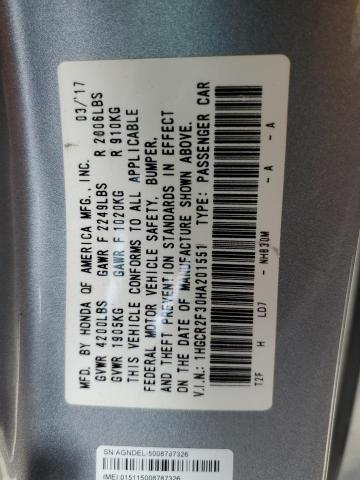 MFD. BY HONDA OF AMERICA MFG., INC. 03/'17
GVWR 4200LBS GAWR F 2249LBS R 2006LBS
GVWR 1905KG GAWR F 1020KG R 910KG
THIS VEHICLE CONFORMS TO ALL APPLICABLE
FEDERAL MOTOR VEHICLE SAFETY, BUMPER,
AND THEFT PREVENTION STANDARDS IN EFFECT
ON THE DATE OF MANUFACTURE SHOWN ABOVE.
V.I.N.: 1HGCR2F30HA201551 TYPE: PASSENGER CAR
T2F H LD7 - NH830M - A - A
SN AGNDEL-5008787326
IMEI 015115008787326